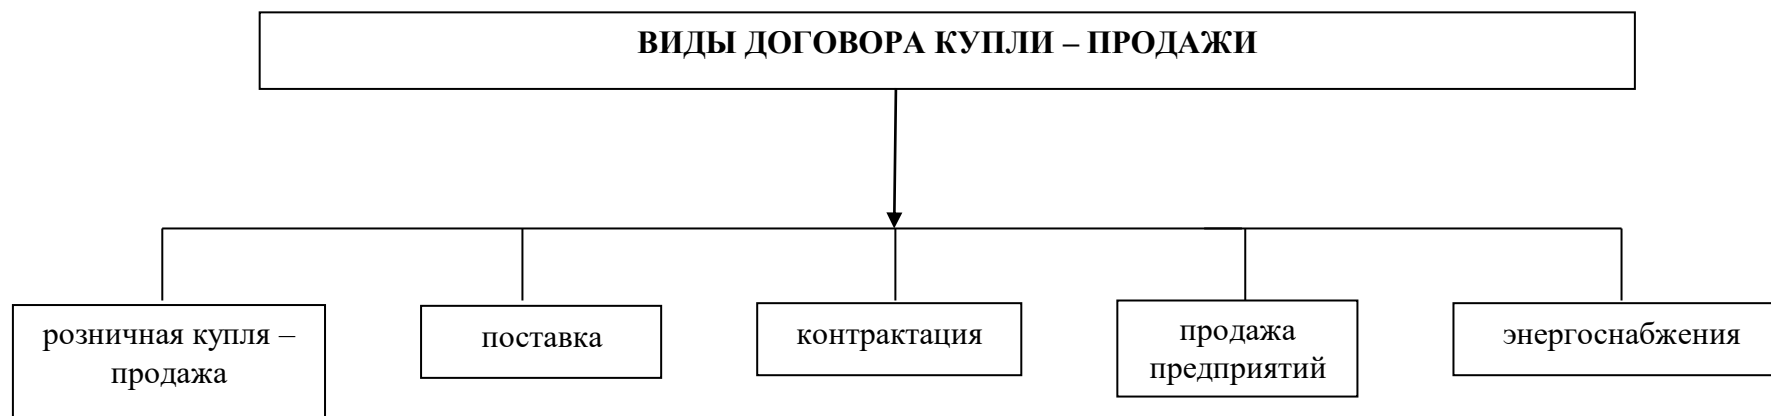 ВИДЫ ДОГОВОРА КУПЛИ – ПРОДАЖИ
розничная купля –
продажа
поставка
контрактация
продажа
предприятий
энергоснабжения